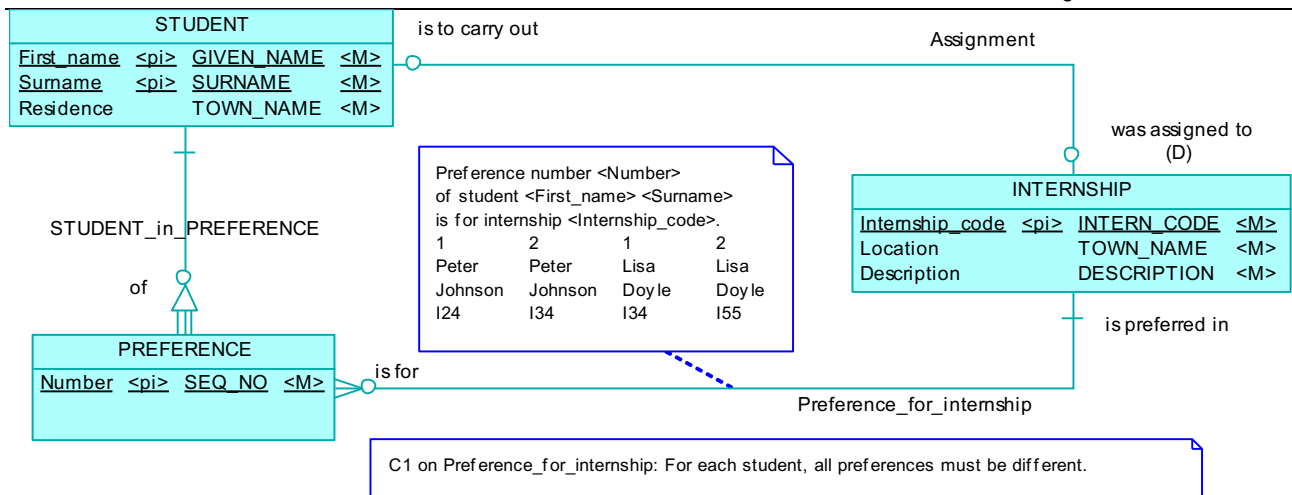 STUDENT
First_name <pi> GIVEN_NAME <M>
Surname <pi> SURNAME <M>
Residence TOWN_NAME <M>
is to carry out
Assignment
was assigned to
(D)
INTERNSHIP
Internship_code <pi> INTERN_CODE <M>
Location TOWN_NAME <M>
Description DESCRIPTION <M>
Preference number <Number>
of student <First_name> <Surname>
is for internship <Internship_code>.
1 2 1 2
Peter Peter Lisa Lisa
Johnson Johnson Doyle Doyle
I24 I34 I34 I55
STUDENT_in_PREFERENCE
of
is preferred in
PREFERENCE
Number <pi> SEQ_NO <M>
is for
Preference_for_internship
C1 on Preference_for_internship: For each student, all preferences must be different.